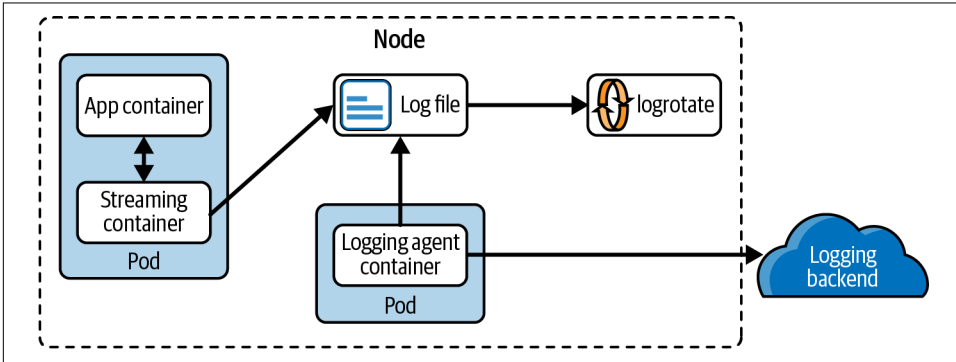 Node
App container
Streaming
container
Pod
Log file
logrotate
Logging agent
container
Pod
Logging
backend